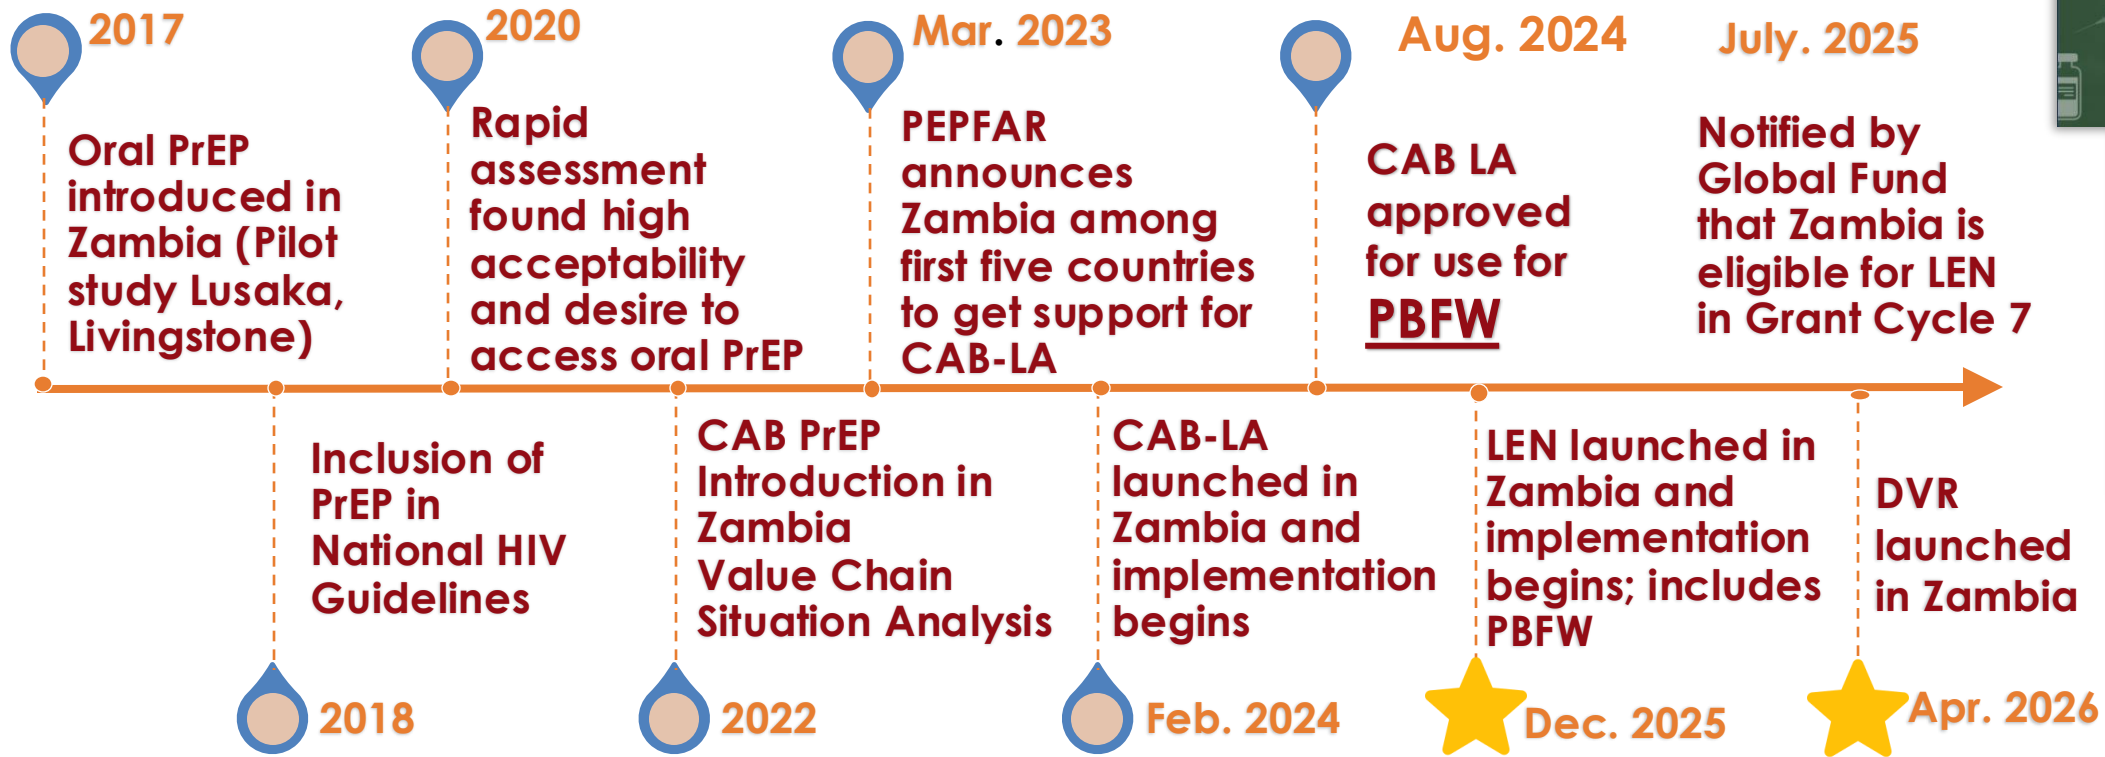 2017
Oral PrEP
introduced in
Zambia (Pilot
study Lusaka,
Livingstone)
2018
Inclusion of
PrEP in
National HIV
Guidelines
2020
Rapid
assessment
found high
acceptability
and desire to
access oral PrEP
2022
CAB PrEP
Introduction in
Zambia
Value Chain
Situation Analysis
Mar. 2023
PEPFAR
announces
Zambia among
first five countries
to get support for
CAB-LA
Feb. 2024
CAB-LA
launched in
Zambia and
implementation
begins
Aug. 2024
CAB LA
approved
for use for
PBFW
July. 2025
Notified by
Global Fund
that Zambia is
eligible for LEN
in Grant Cycle 7
Dec. 2025
LEN launched in
Zambia and
implementation
begins; includes
PBFW
Apr. 2026
DVR
launched
in Zambia